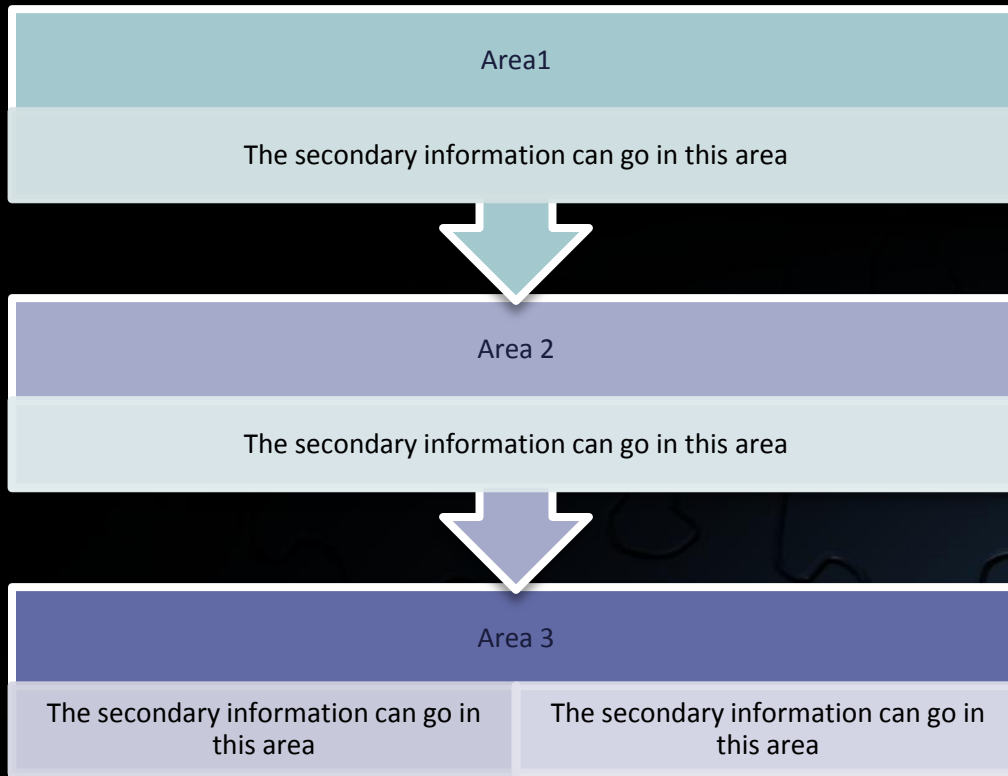 Area1
The secondary information can go in this area
Area 2
The secondary information can go in this area
Area 3
The secondary information can go in
this area
The secondary information can go in
this area